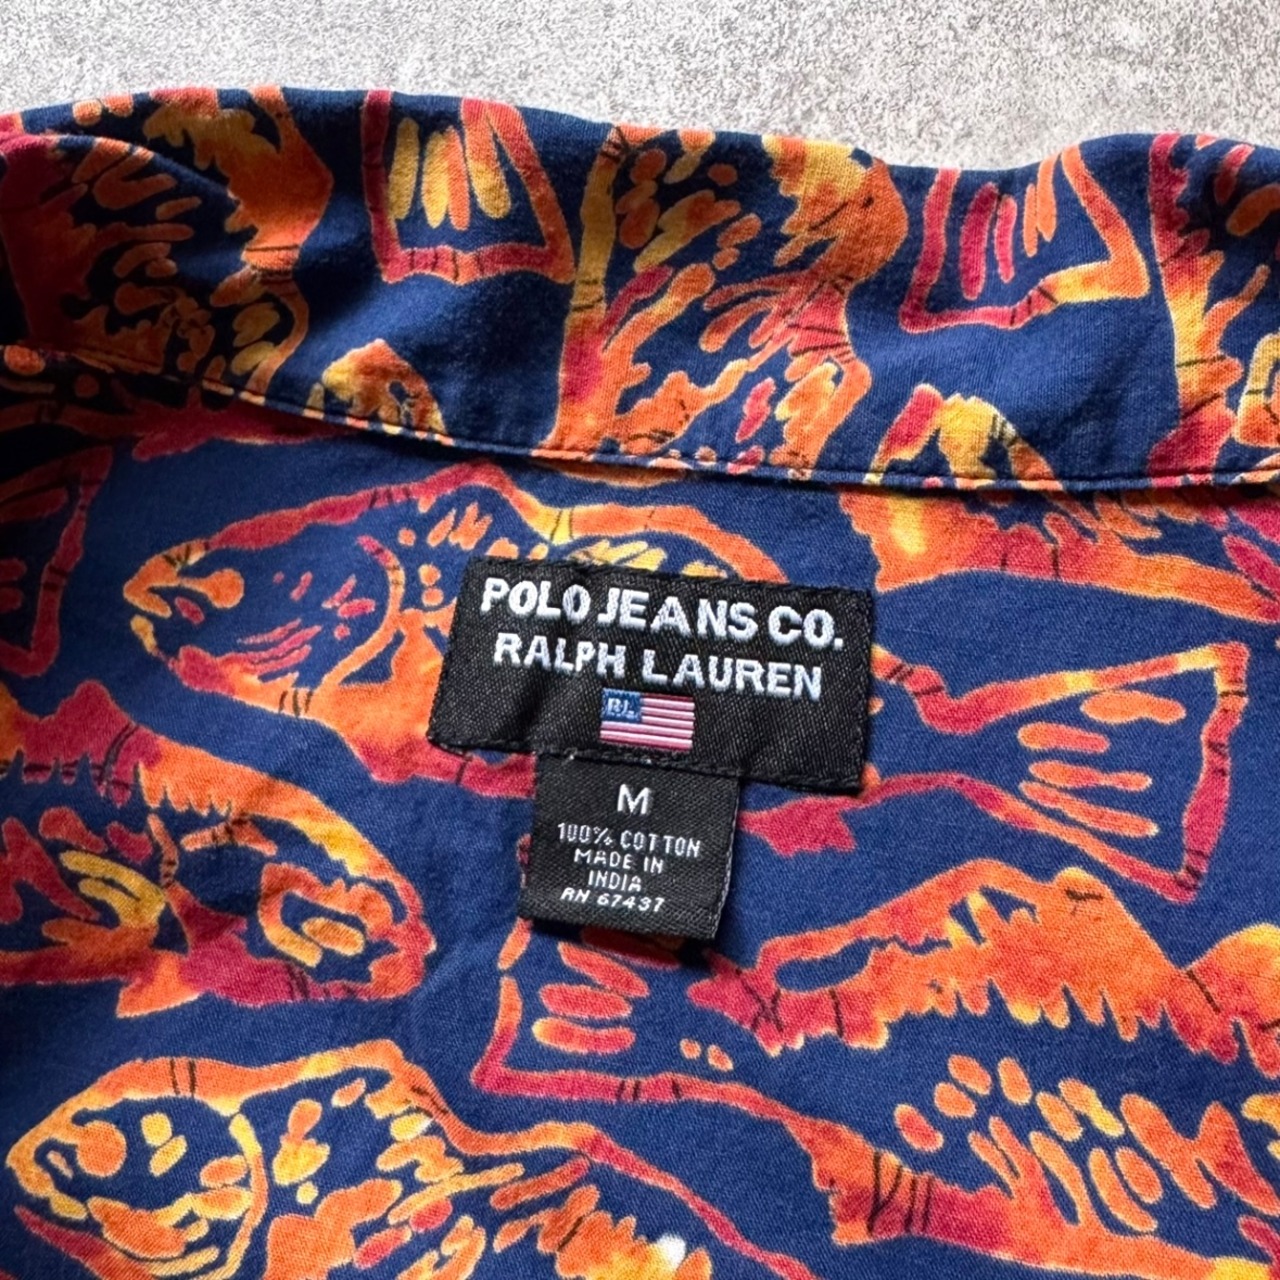 POLO JEANS CO.
RALPH LAUREN
RL
M
100% COTTON
MADE IN
INDIA
RN 67437